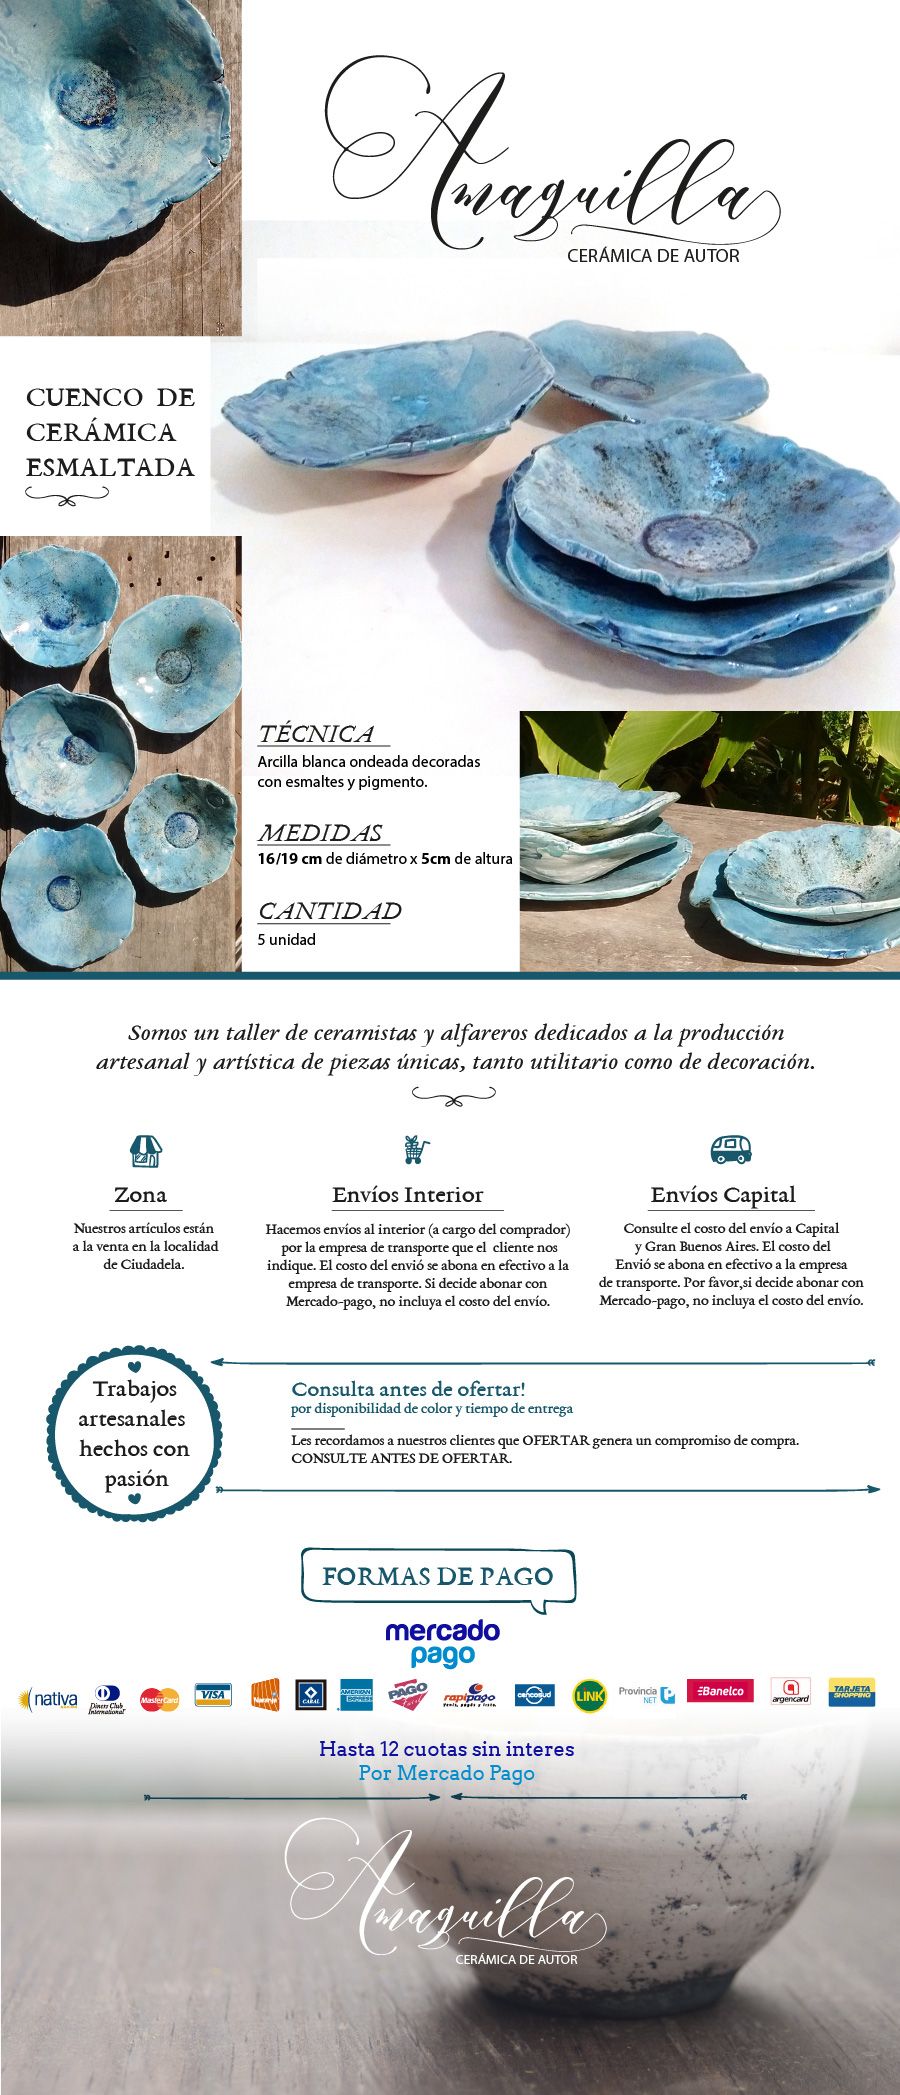 Amaquilla
CERÁMICA DE AUTOR
CUENCO DE
CERÁMICA
ESMALTADA
TÉCNICA
Arcilla blanca ondeada decoradas
con esmaltes y pigmento.
MEDIDAS
16/19 cm de diámetro x 5cm de altura
CANTIDAD
5 unidad
Somos un taller de ceramistas y alfareros dedicados a la producción
artesanal y artística de piezas únicas, tanto utilitario como de decoración.
Zona
Nuestros artículos están
a la venta en la localidad
de Ciudadela.
Envíos Interior
Hacemos envíos al interior (a cargo del comprador)
por la empresa de transporte que el cliente nos
indique. El costo del envió se abona en efectivo a la
empresa de transporte. Si decide abonar con
Mercado-pago, no incluya el costo del envío.
Envíos Capital
Consulte el costo del envío a Capital
y Gran Buenos Aires. El costo del
Envió se abona en efectivo a la empresa
de transporte. Por favor,si decide abonar con
Mercado-pago, no incluya el costo del envío.
Trabajos
artesanales
hechos con
pasión
Consulta antes de ofertar!
por disponibilidad de color y tiempo de entrega
Les recordamos a nuestros clientes que OFERTAR genera un compromiso de compra.
CONSULTE ANTES DE OFERTAR.
FORMAS DE PAGO
mercado
pago
nativa
Diners Club
International
MasterCard
VISA
Naranja
CABAL
AMERICAN
EXPRESS
PAGO
fácil
rapipago
cencosud
LINK
Provincia
NET
Banelco
argencard
TARJETA
SHOPPING
Hasta 12 cuotas sin interes
Por Mercado Pago
Amaquilla
CERÁMICA DE AUTOR